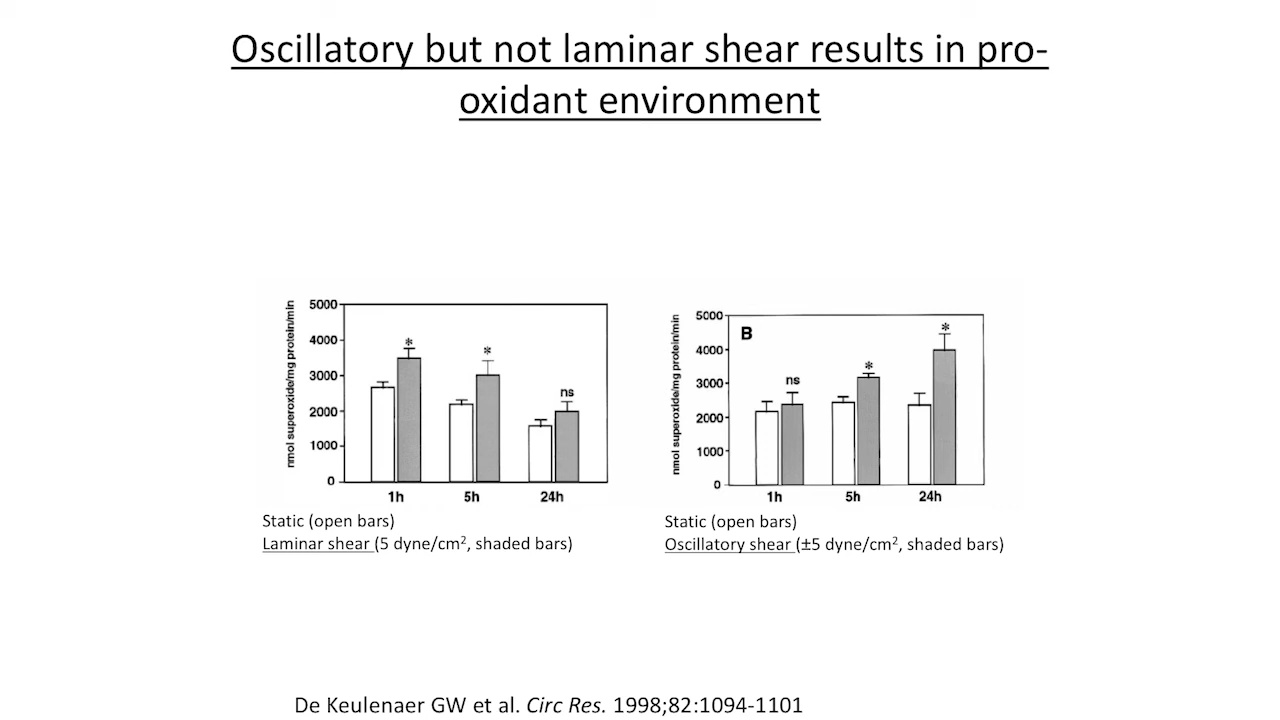 Oscillatory but not laminar shear results in pro-
oxidant environment
nmol superoxide/mg protein/min
5000
4000
3000
2000
1000
0
*
*
ns
1h
5h
24h
Static (open bars)
Laminar shear (5 dyne/cm², shaded bars)
nmol superoxide/mg protein/min
5000
4000
3000
2000
1000
0
B
ns
*
*
1h
5h
24h
Static (open bars)
Oscillatory shear (±5 dyne/cm², shaded bars)
De Keulenaer GW et al. Circ Res. 1998;82:1094-1101